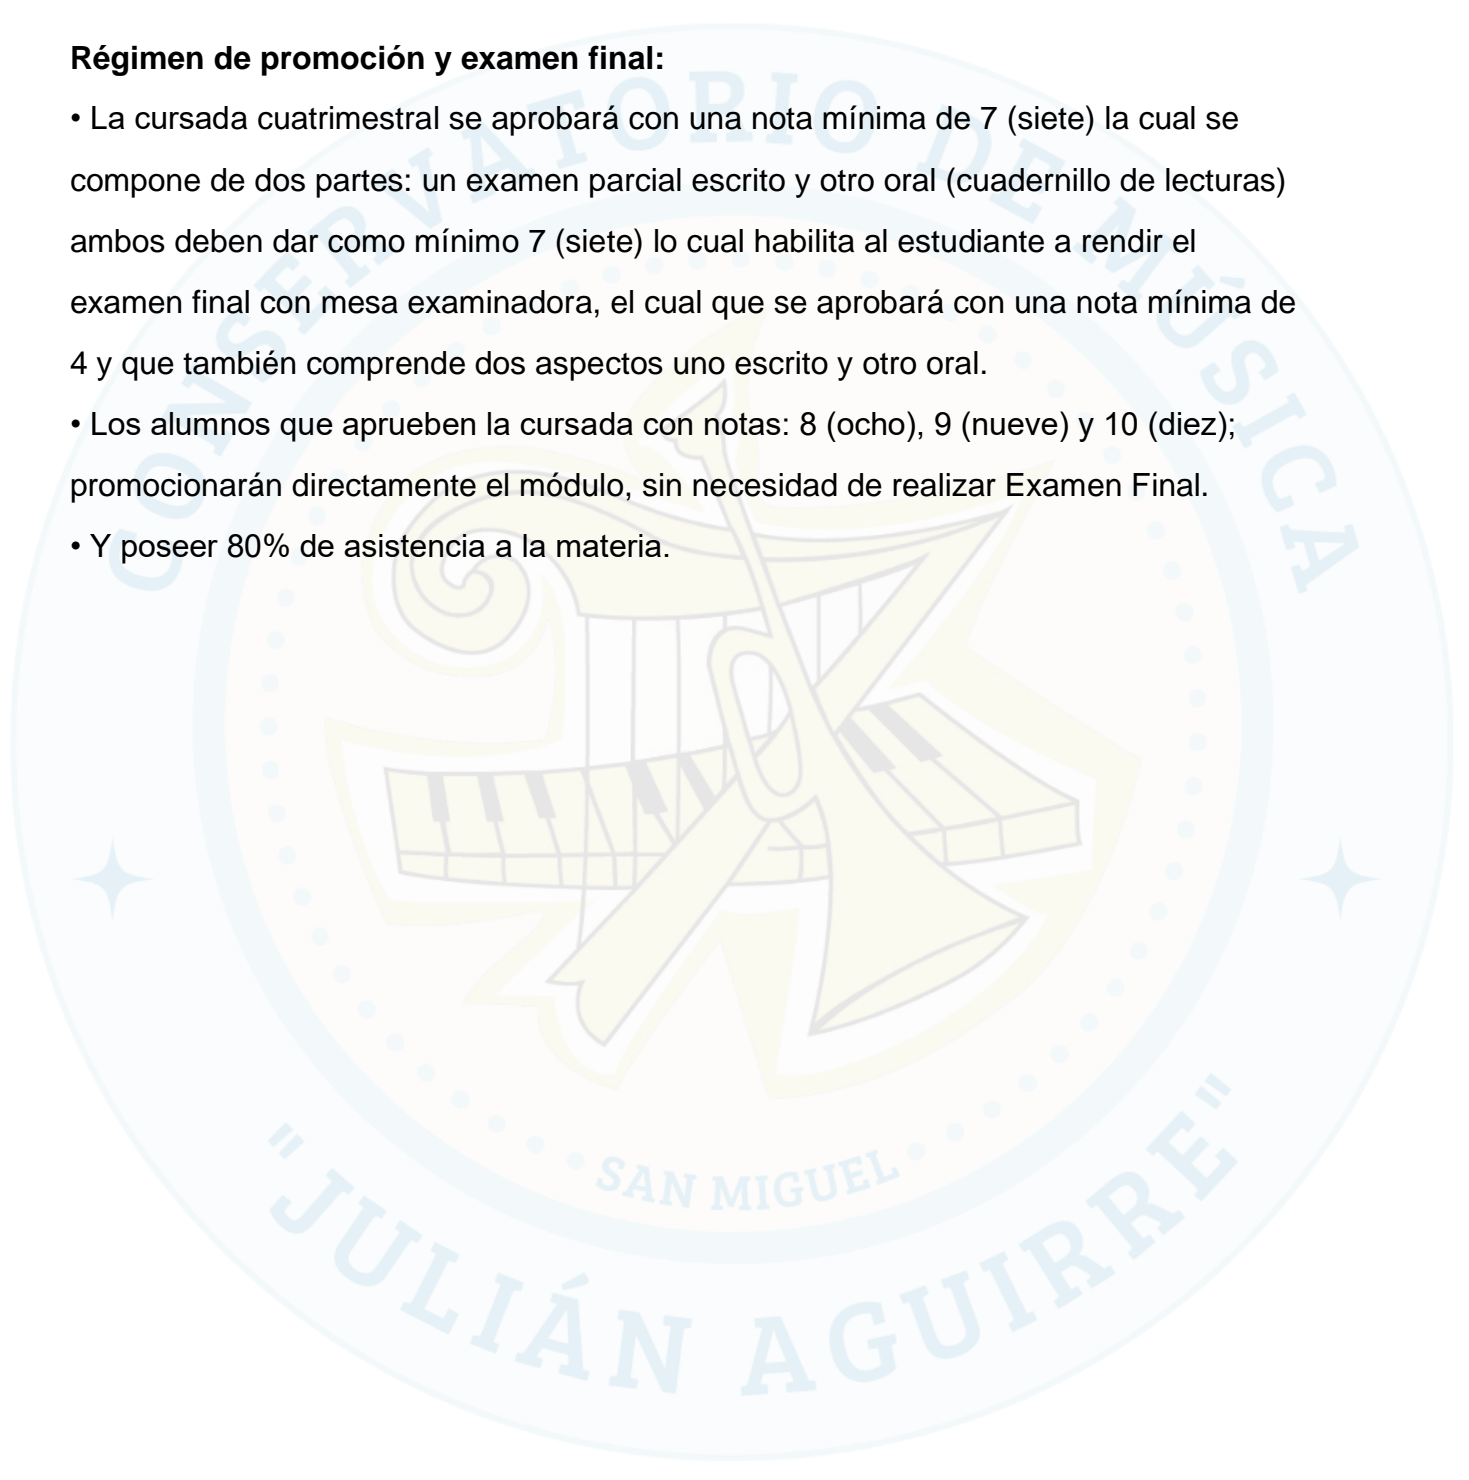 Régimen de promoción y examen final:
• La cursada cuatrimestral se aprobará con una nota mínima de 7 (siete) la cual se
compone de dos partes: un examen parcial escrito y otro oral (cuadernillo de lecturas)
ambos deben dar como mínimo 7 (siete) lo cual habilita al estudiante a rendir el
examen final con mesa examinadora, el cual que se aprobará con una nota mínima de
4 y que también comprende dos aspectos uno escrito y otro oral.
• Los alumnos que aprueben la cursada con notas: 8 (ocho), 9 (nueve) y 10 (diez);
promocionarán directamente el módulo, sin necesidad de realizar Examen Final.
• Y poseer 80% de asistencia a la materia.
CONSERVATORIO DE MÚSICA
SAN MIGUEL
"JULIÁN AGUIRRE"